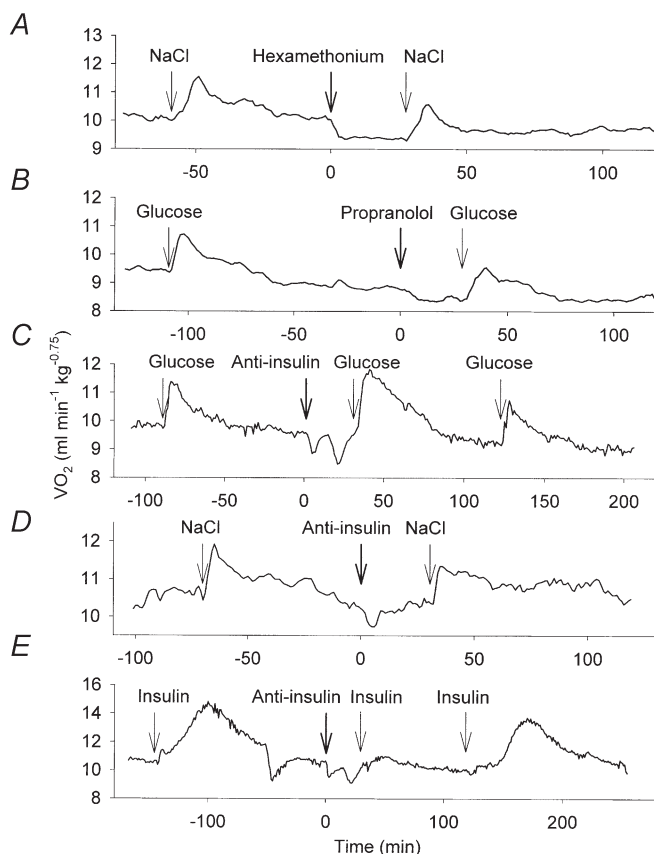 A
13
NaCl Hexamethonium NaCl
12
11
10
9
-50 0 50 100
B
12
Glucose Propranolol Glucose
11
10
9
8
-100 -50 0 50 100
C
12
Glucose Anti-insulin Glucose Glucose
11
10
9
8
-100 -50 0 50 100 150 200
VO2 (ml min−1 kg-0.75)
D
NaCl Anti-insulin NaCl
12
11
10
-100 -50 0 50 100
E
16
Insulin Anti-insulin Insulin Insulin
14
12
10
8
-100 0 100 200
Time (min)